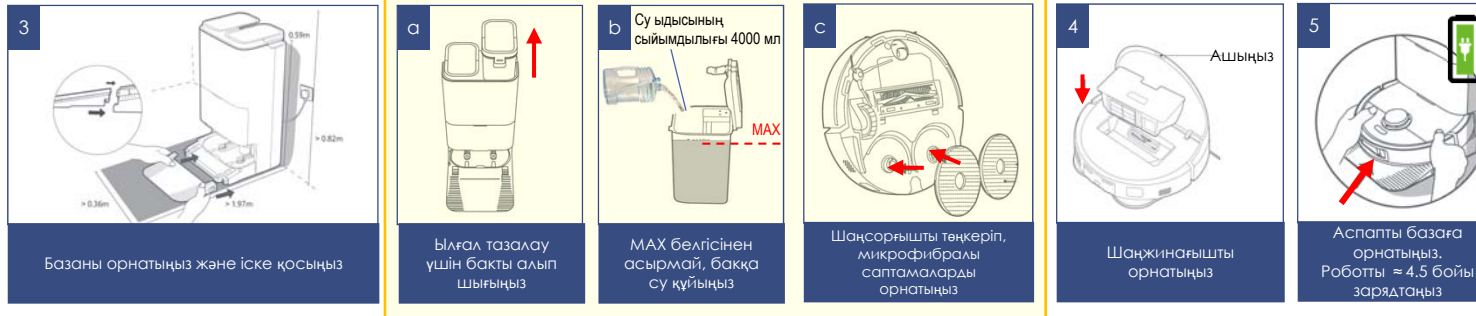 3
0.59m
> 0.82m
> 0.36m
> 1.97m
Базаны орнатыңыз және іске қосыңыз
a
Ылғал тазалау
үшін бакты алып
шығыңыз
b
Су ыдысының
сыйымдылығы 4000 мл
MAX
MAX белгісінен
асырмай, бакқа
су құйыңыз
c
Шаңсорғышты төңкеріп,
микрофибралы
саптамаларды
орнатыңыз
4
Ашыңыз
Шаңжинағышты
орнатыңыз
5
Аспапты базаға
орнатыңыз.
Роботты ≈ 4.5 бойы
зарядтаңыз